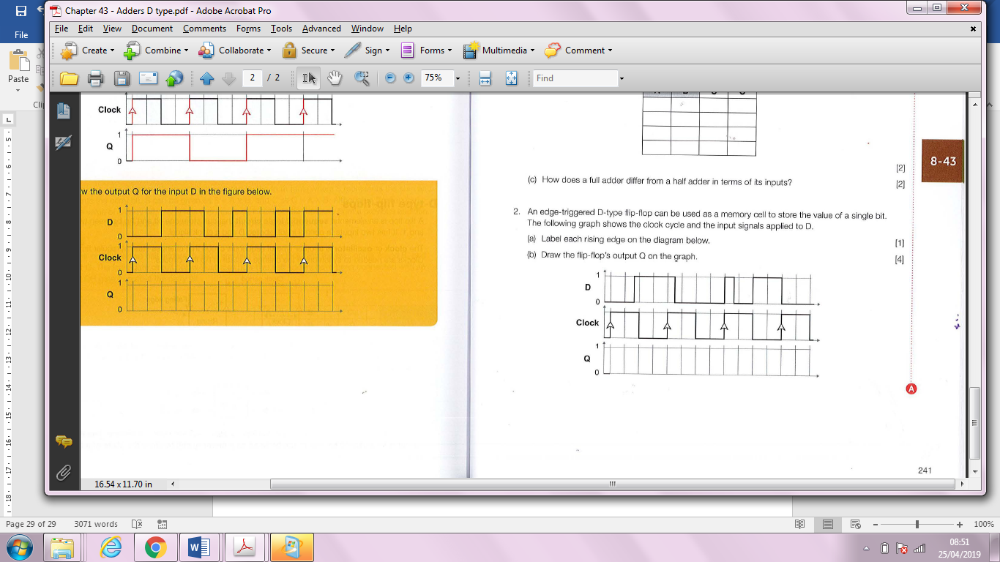 Chapter 43 - Adders D type.pdf - Adobe Acrobat Pro
File
File Edit View Document Comments Forms Tools Advanced Window Help
Paste
Create Combine Collaborate Secure Sign Forms Multimedia Comment
2 / 2 75% Find
Clock
1
Q
0
w the output Q for the input D in the figure below.
1
D
0
1
Clock
0
1
Q
0
[2]
(c) How does a full adder differ from a half adder in terms of its inputs? [2]
8-43
2. An edge-triggered D-type flip-flop can be used as a memory cell to store the value of a single bit.
The following graph shows the clock cycle and the input signals applied to D.
(a) Label each rising edge on the diagram below. [1]
(b) Draw the flip-flop's output Q on the graph. [4]
1
D
0
Clock
1
Q
0
A
241
16.54 x 11.70 in
Page 29 of 29 3071 words 100%
08:51
25/04/2019